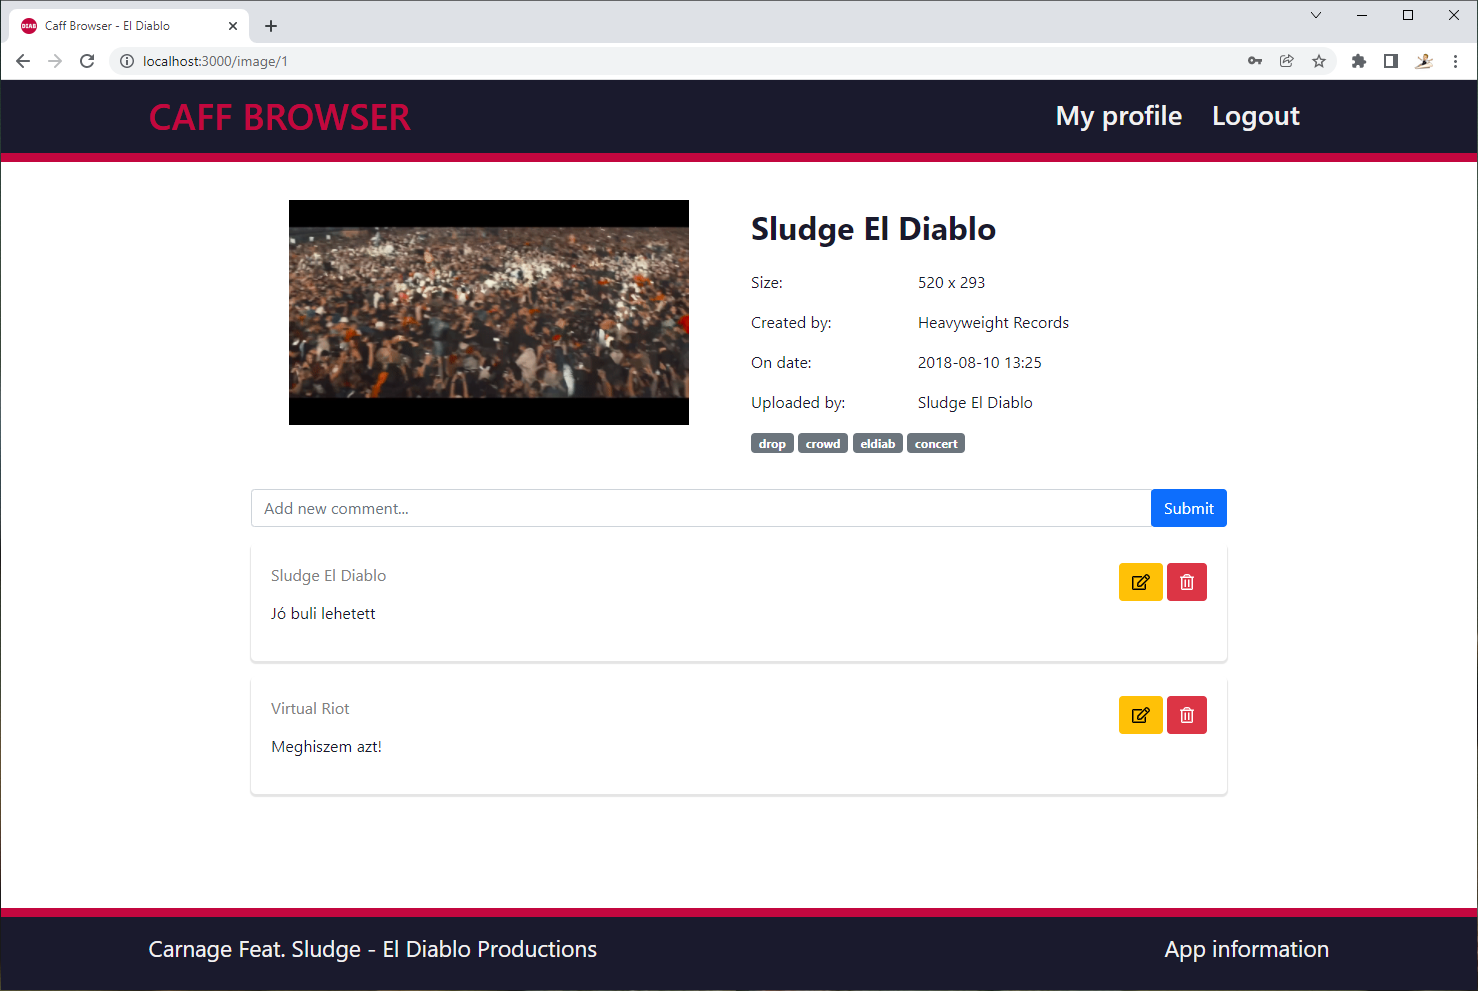 DIAB
Caff Browser - El Diablo
localhost:3000/image/1
CAFF BROWSER
My profile
Logout
Sludge El Diablo
Size: 520 x 293
Created by: Heavyweight Records
On date: 2018-08-10 13:25
Uploaded by: Sludge El Diablo
drop crowd eldiab concert
Add new comment...
Submit
Sludge El Diablo
Jó buli lehetett
Virtual Riot
Meghiszem azt!
Carnage Feat. Sludge - El Diablo Productions
App information